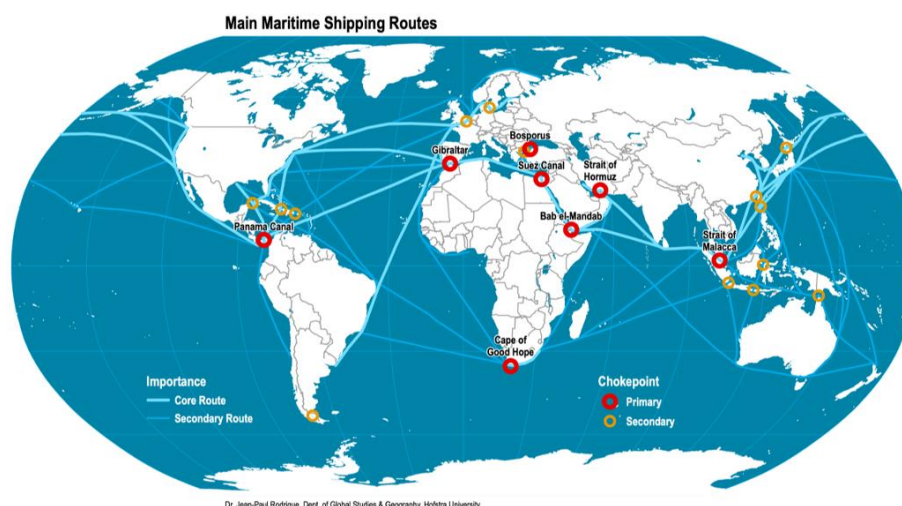 Main Maritime Shipping Routes
Bosporus
Gibraltar
Suez Canal
Strait of
Hormuz
Bab el-Mandab
Panama Canal
Strait of
Malacca
Cape of
Good Hope
Importance
Core Route
Secondary Route
Chokepoint
Primary
Secondary
Dr. Jean-Paul Rodrigue, Dept. of Global Studies & Geography, Hofstra University